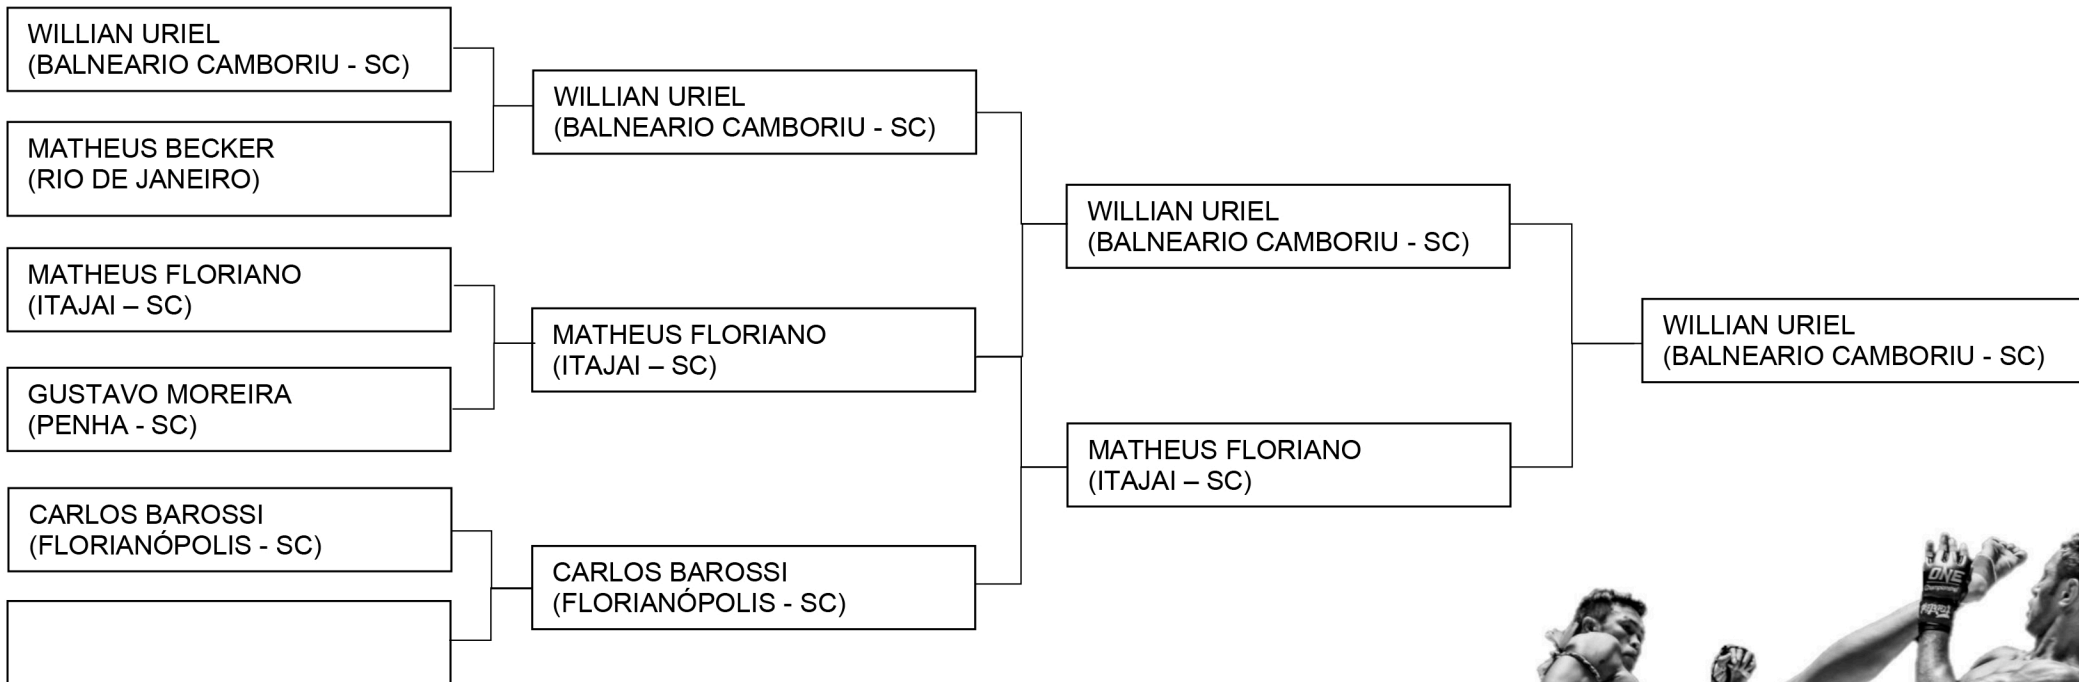 WILLIAN URIEL
(BALNEARIO CAMBORIU - SC)
MATHEUS BECKER
(RIO DE JANEIRO)
MATHEUS FLORIANO
(ITAJAI – SC)
GUSTAVO MOREIRA
(PENHA - SC)
CARLOS BAROSSI
(FLORIANÓPOLIS - SC)
WILLIAN URIEL
(BALNEARIO CAMBORIU - SC)
MATHEUS FLORIANO
(ITAJAI – SC)
CARLOS BAROSSI
(FLORIANÓPOLIS - SC)
WILLIAN URIEL
(BALNEARIO CAMBORIU - SC)
MATHEUS FLORIANO
(ITAJAI – SC)
WILLIAN URIEL
(BALNEARIO CAMBORIU - SC)
ONE